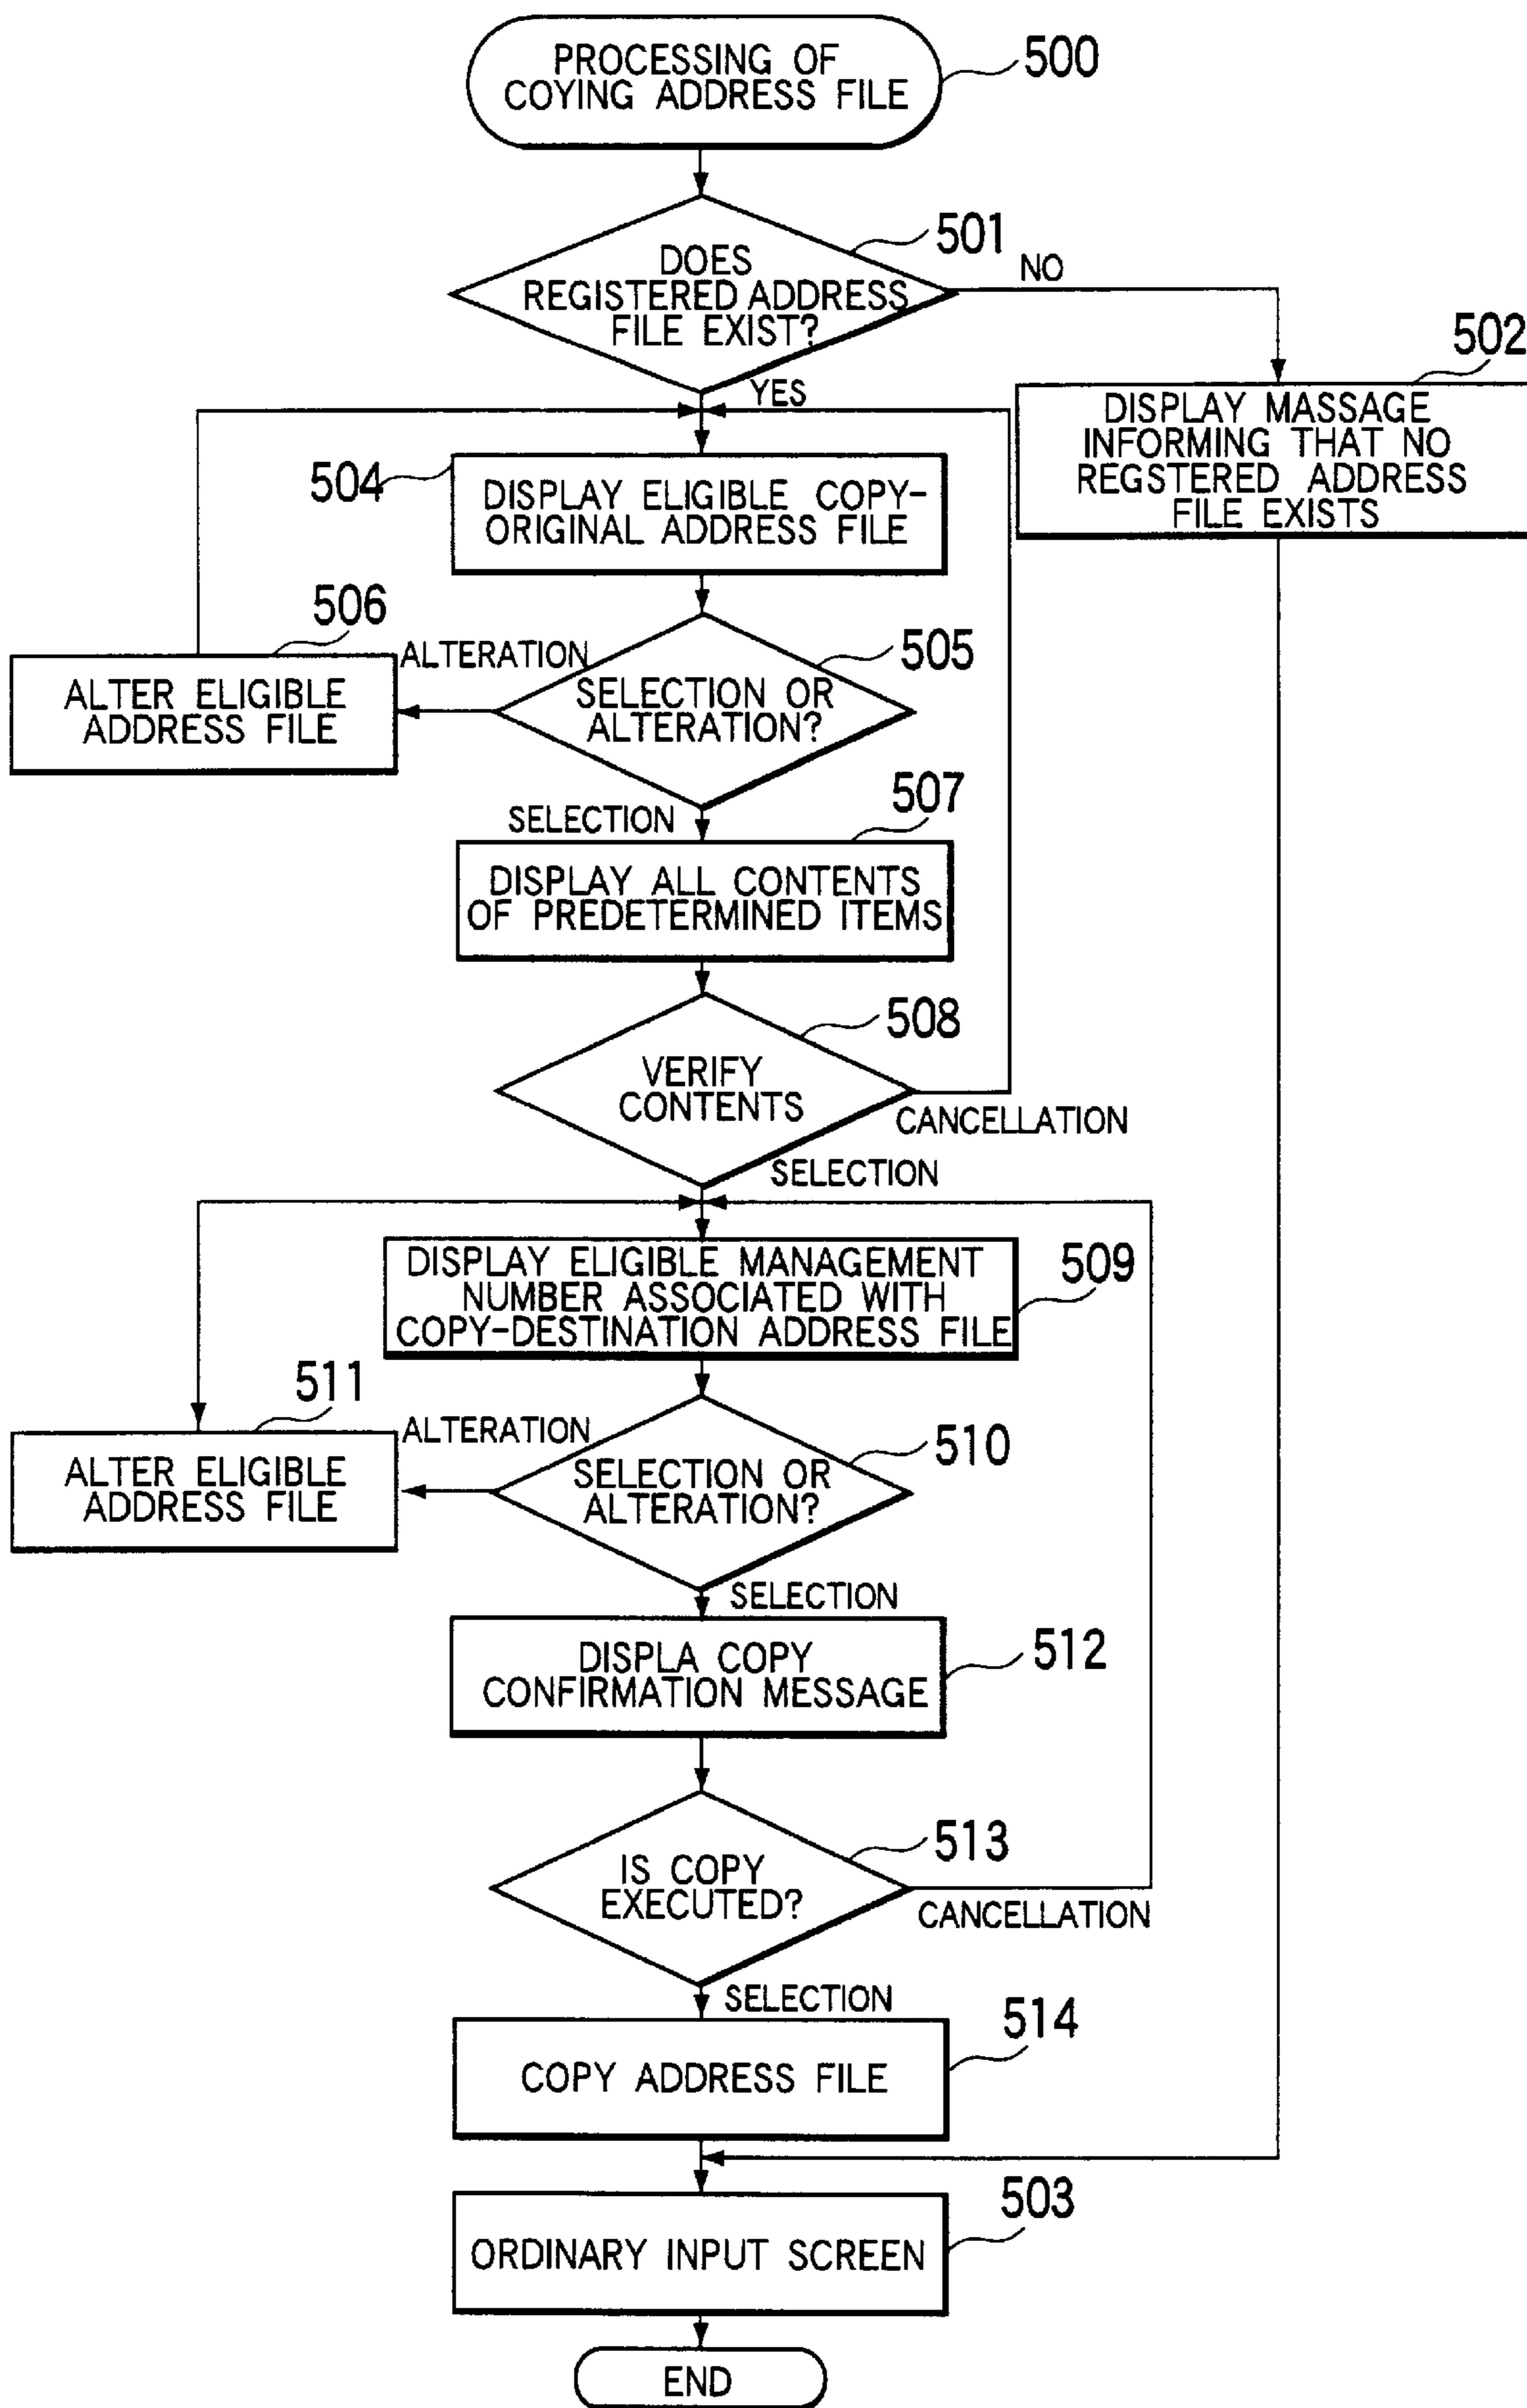 PROCESSING OF
COYING ADDRESS FILE
500
501
DOES
REGISTERED ADDRESS
FILE EXIST?
NO
YES
502
DISPLAY MASSAGE
INFORMING THAT NO
REGSTERED ADDRESS
FILE EXISTS
504
DISPLAY ELIGIBLE COPY-
ORIGINAL ADDRESS FILE
506
ALTERATION
505
ALTER ELIGIBLE
ADDRESS FILE
SELECTION OR
ALTERATION?
SELECTION
507
DISPLAY ALL CONTENTS
OF PREDETERMINED ITEMS
508
VERIFY
CONTENTS
CANCELLATION
SELECTION
DISPLAY ELIGIBLE MANAGEMENT
NUMBER ASSOCIATED WITH
COPY-DESTINATION ADDRESS FILE
509
511
ALTERATION
510
ALTER ELIGIBLE
ADDRESS FILE
SELECTION OR
ALTERATION?
SELECTION
DISPLA COPY
CONFIRMATION MESSAGE
512
513
IS COPY
EXECUTED?
CANCELLATION
SELECTION
514
COPY ADDRESS FILE
503
ORDINARY INPUT SCREEN
END